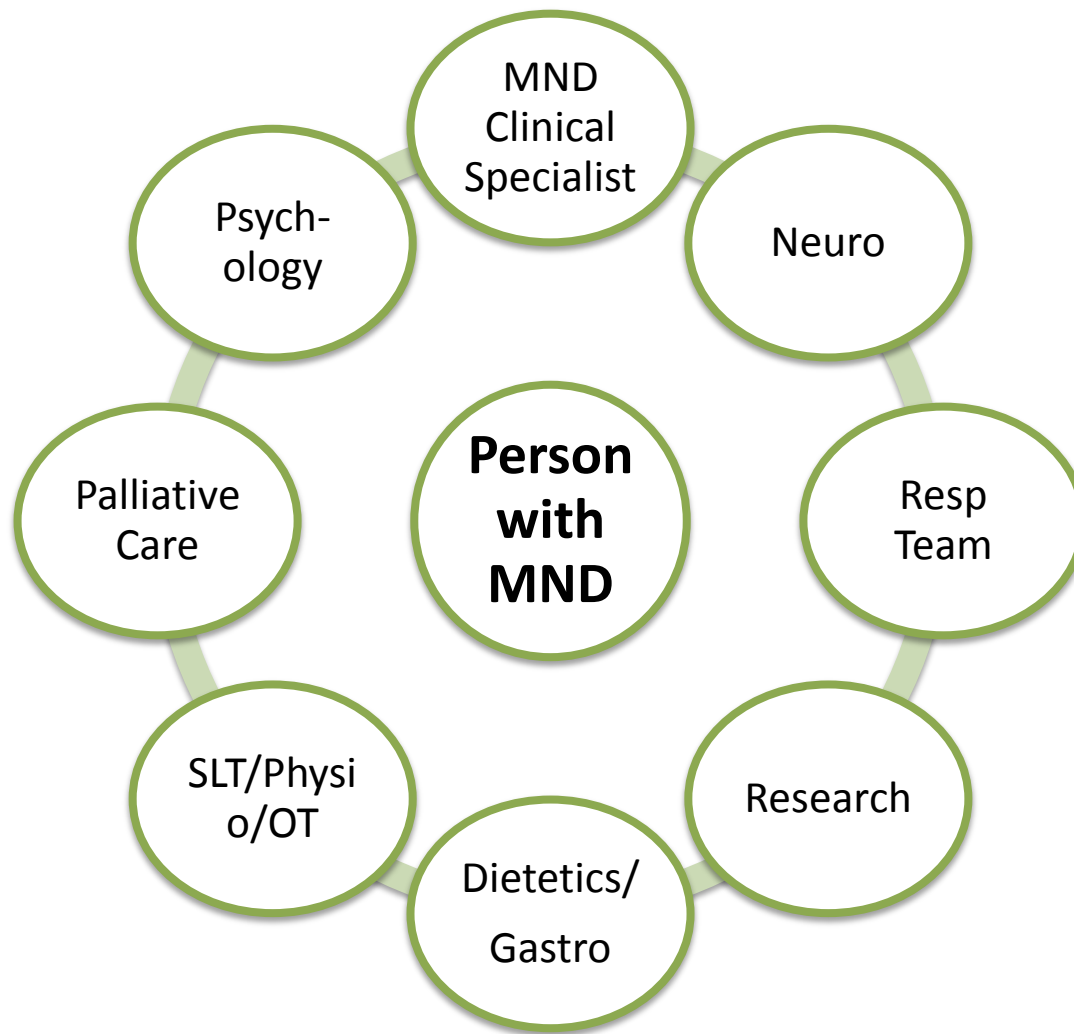 MND
Clinical
Specialist
Neuro
Resp
Team
Research
Dietetics/
Gastro
SLT/Physi
o/OT
Palliative
Care
Psych-
ology
Person
with
MND